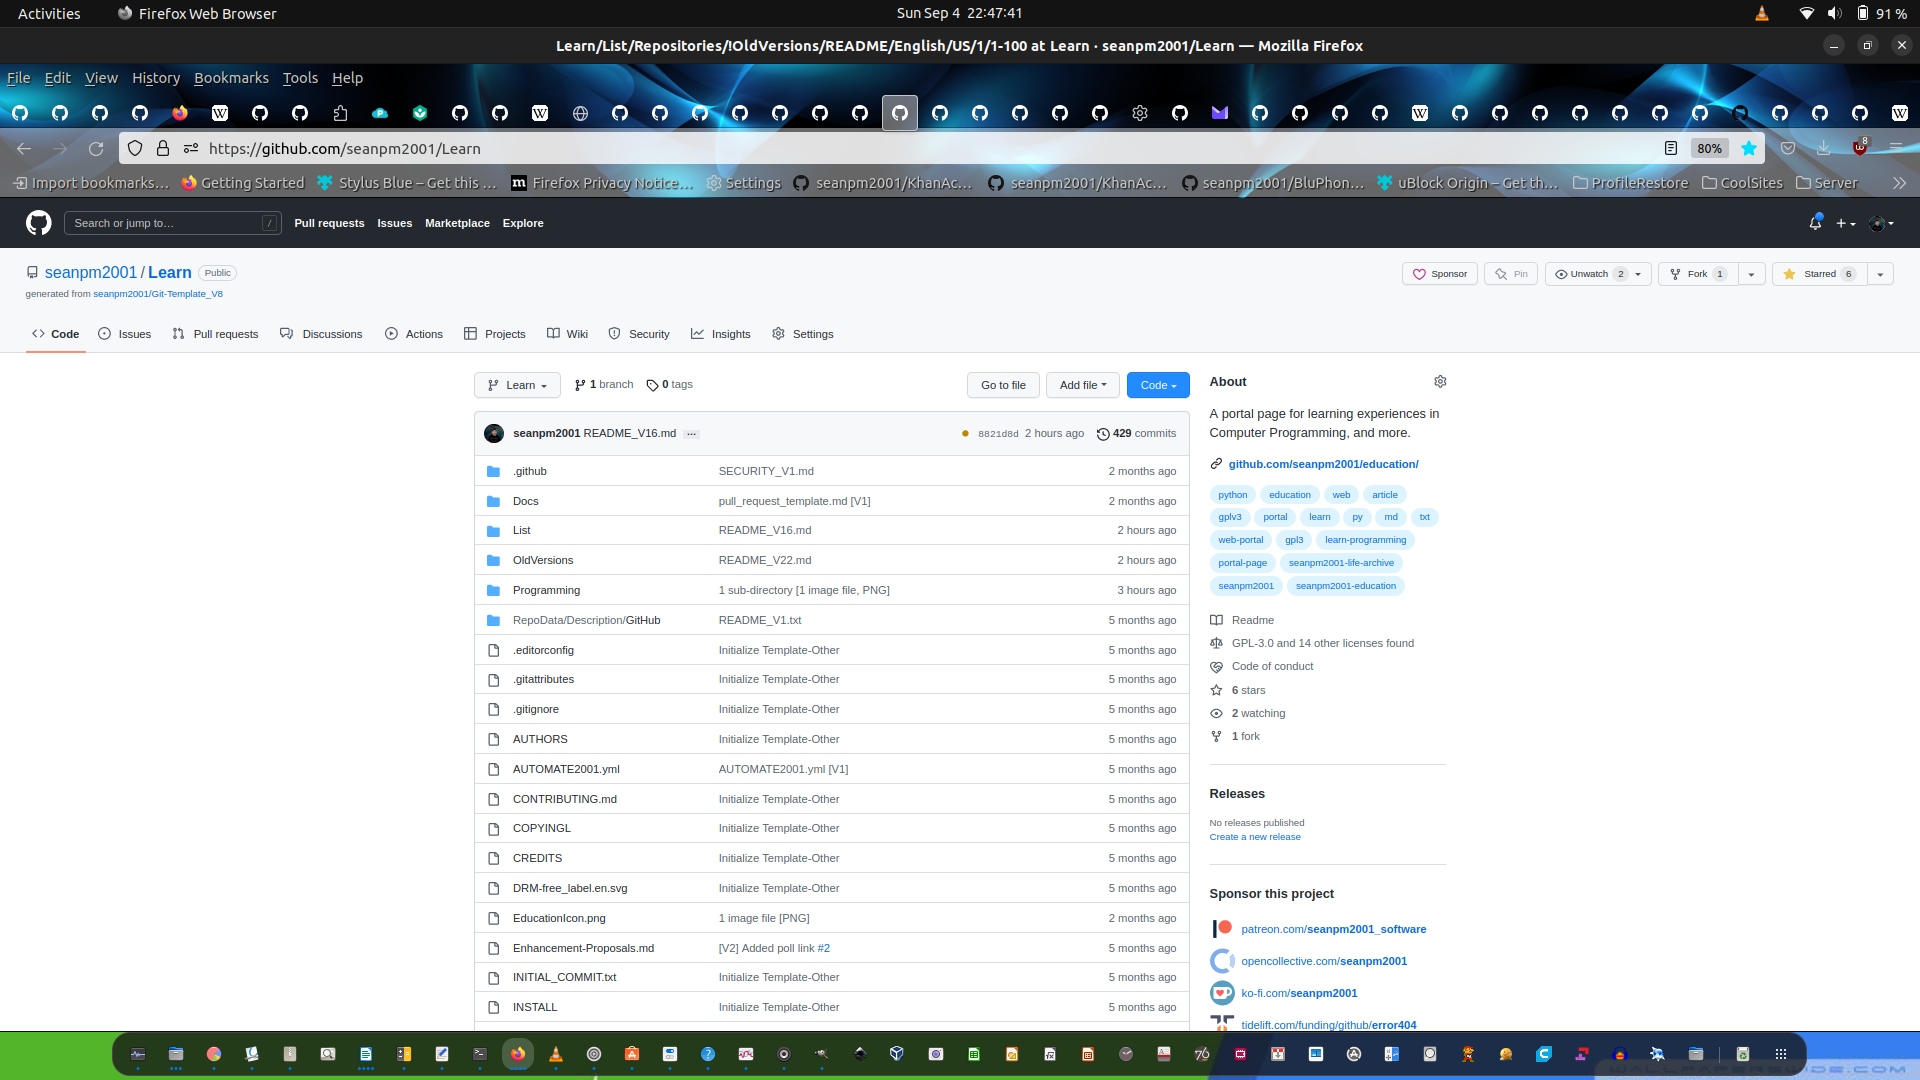 Activities
Firefox Web Browser
Sun Sep 4 22:47:41
91 %
Learn/List/Repositories/!OldVersions/README/English/US/1/1-100 at Learn · seanpm2001/Learn — Mozilla Firefox
File Edit View History Bookmarks Tools Help
https://github.com/seanpm2001/Learn
80%
8
Import bookmarks… Getting Started Stylus Blue – Get this … Firefox Privacy Notice… Settings seanpm2001/KhanAc… seanpm2001/KhanAc… seanpm2001/BluPhon… uBlock Origin – Get th… ProfileRestore CoolSites Server
Search or jump to… /
Pull requests Issues Marketplace Explore
seanpm2001 / Learn Public
generated from seanpm2001/Git-Template_V8
Sponsor Pin Unwatch 2 Fork 1 Starred 6
Code Issues Pull requests Discussions Actions Projects Wiki Security Insights Settings
Learn 1 branch 0 tags Go to file Add file Code
seanpm2001 README_V16.md … 8821d8d 2 hours ago 429 commits
.github SECURITY_V1.md 2 months ago
Docs pull_request_template.md [V1] 2 months ago
List README_V16.md 2 hours ago
OldVersions README_V22.md 2 hours ago
Programming 1 sub-directory [1 image file, PNG] 3 hours ago
RepoData/Description/GitHub README_V1.txt 5 months ago
.editorconfig Initialize Template-Other 5 months ago
.gitattributes Initialize Template-Other 5 months ago
.gitignore Initialize Template-Other 5 months ago
AUTHORS Initialize Template-Other 5 months ago
AUTOMATE2001.yml AUTOMATE2001.yml [V1] 5 months ago
CONTRIBUTING.md Initialize Template-Other 5 months ago
COPYINGL Initialize Template-Other 5 months ago
CREDITS Initialize Template-Other 5 months ago
DRM-free_label.en.svg Initialize Template-Other 5 months ago
EducationIcon.png 1 image file [PNG] 2 months ago
Enhancement-Proposals.md [V2] Added poll link #2 5 months ago
INITIAL_COMMIT.txt Initialize Template-Other 5 months ago
INSTALL Initialize Template-Other 5 months ago
About
A portal page for learning experiences in
Computer Programming, and more.
github.com/seanpm2001/education/
python education web article
gplv3 portal learn py md txt
web-portal gpl3 learn-programming
portal-page seanpm2001-life-archive
seanpm2001 seanpm2001-education
Readme
GPL-3.0 and 14 other licenses found
Code of conduct
6 stars
2 watching
1 fork
Releases
No releases published
Create a new release
Sponsor this project
patreon.com/seanpm2001_software
opencollective.com/seanpm2001
ko-fi.com/seanpm2001
tidelift.com/funding/github/error404